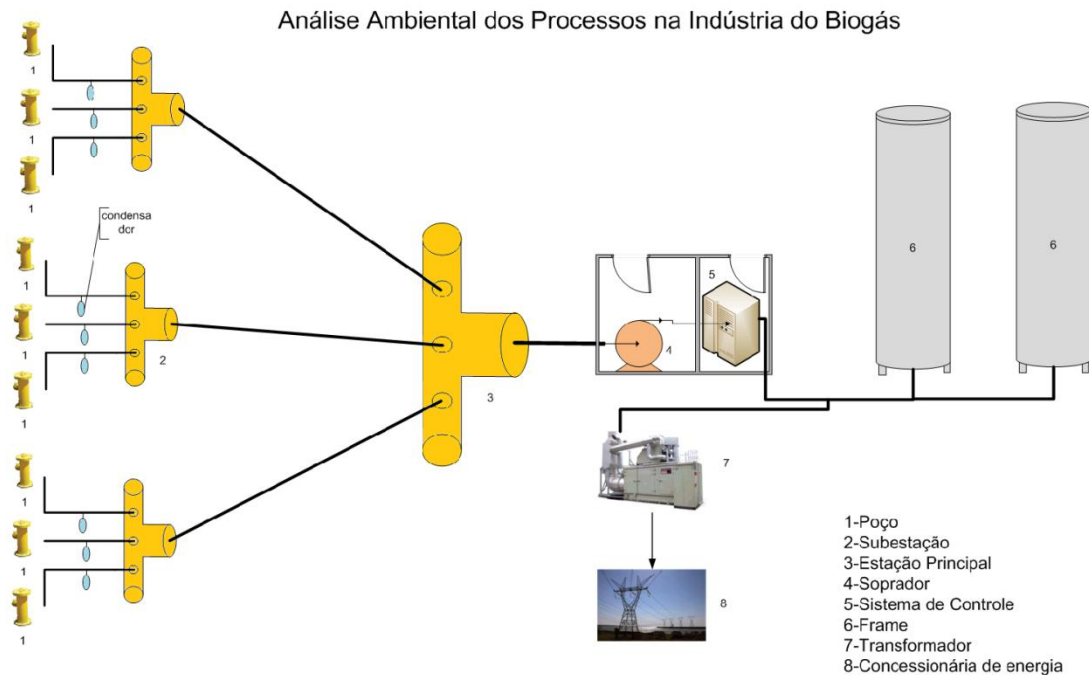 Análise Ambiental dos Processos na Indústria do Biogás
1
1
1
condensa
dor
1
1
1
2
1
1
1
3
4
5
6
6
7
8
1-Poço
2-Subestação
3-Estação Principal
4-Soprador
5-Sistema de Controle
6-Frame
7-Transformador
8-Concessionária de energia